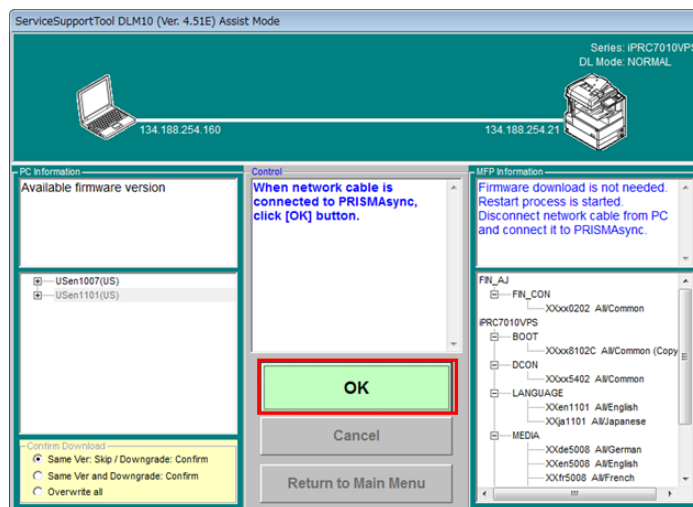 ServiceSupportTool DLM10 (Ver. 4.51E) Assist Mode
Series: iPRC7010VPS
DL Mode: NORMAL
134.188.254.160
134.188.254.21
PC Information
Available firmware version
USen1007(US)
USen1101(US)
Confirm Download
Same Ver: Skip / Downgrade: Confirm
Same Ver and Downgrade: Confirm
Overwrite all
Control
When network cable is
connected to PRISMAsync,
click [OK] button.
OK
Cancel
Return to Main Menu
MFP Information
Firmware download is not needed.
Restart process is started.
Disconnect network cable from PC
and connect it to PRISMAsync.
FIN_AJ
FIN_CON
XXxx0202 All/Common
iPRC7010VPS
BOOT
XXxx8102C All/Common (Copy
DCON
XXxx5402 All/Common
LANGUAGE
XXen1101 All/English
XXja1101 All/Japanese
MEDIA
XXde5008 All/German
XXen5008 All/English
XXfr5008 All/French